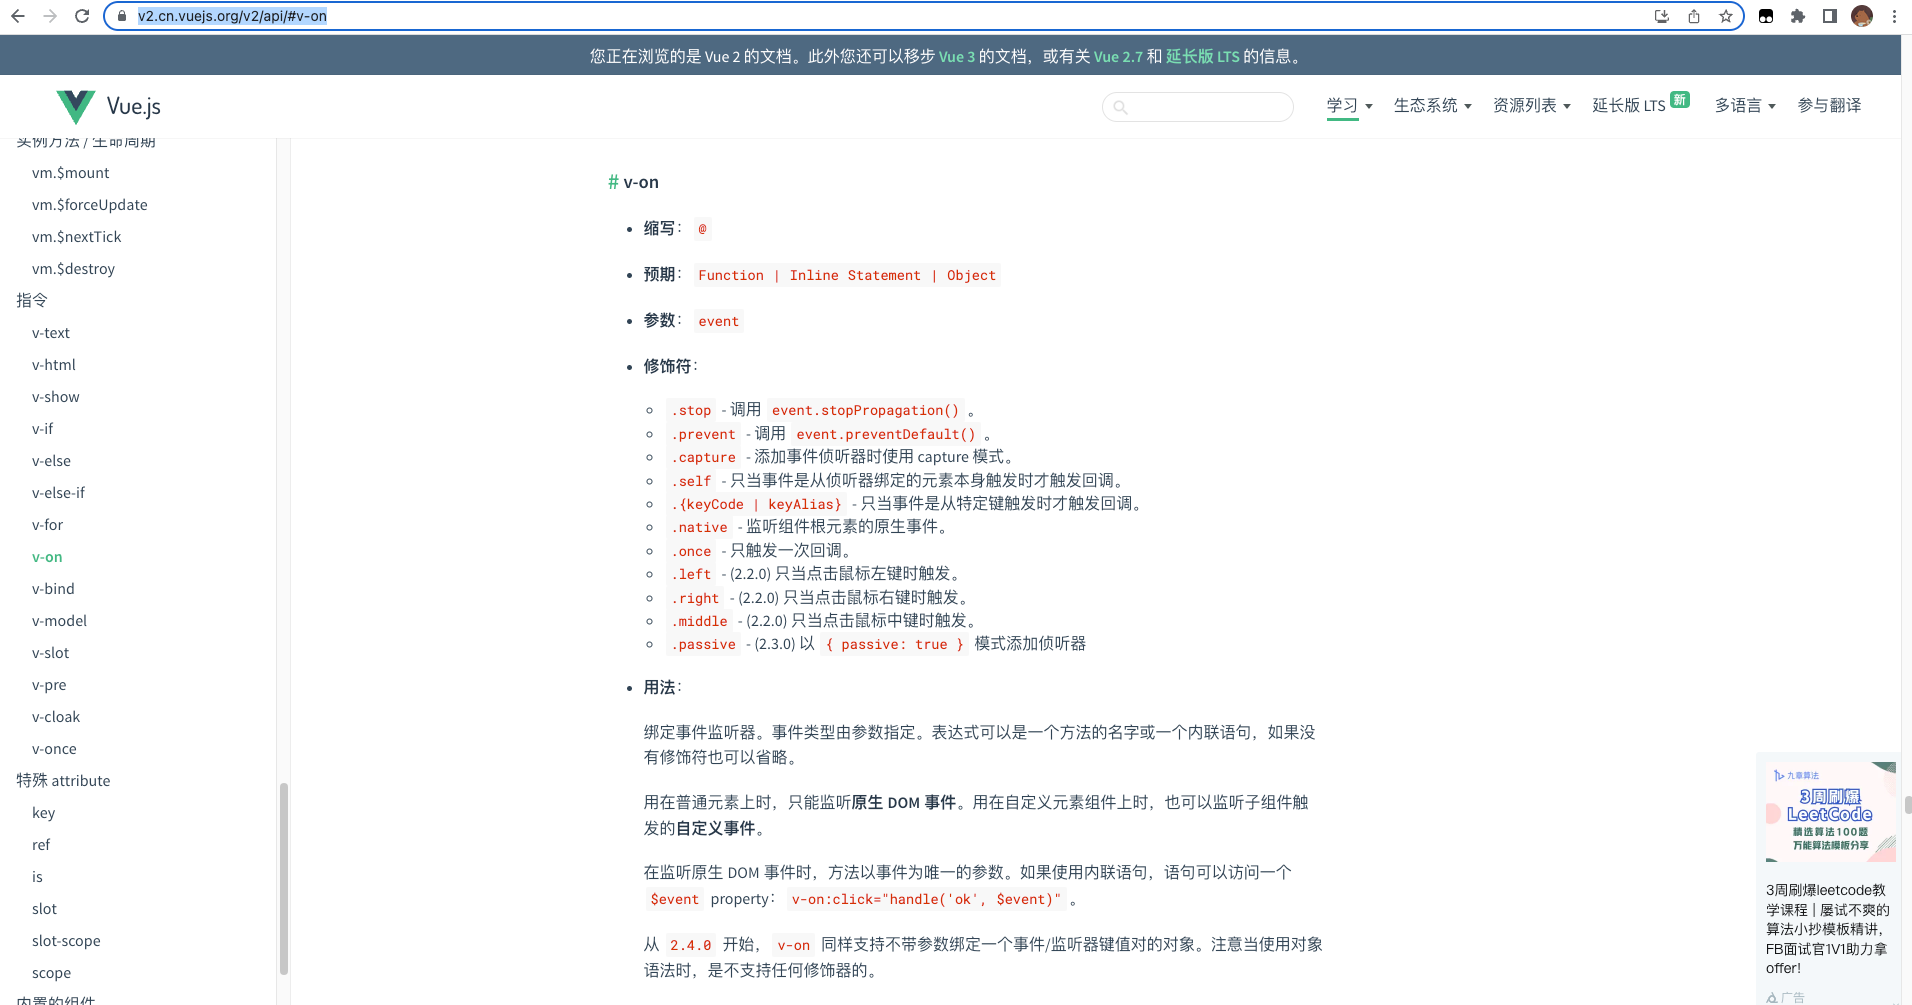 v2.cn.vuejs.org/v2/api/#v-on
您正在浏览的是 Vue 2 的文档。此外您还可以移步 Vue 3 的文档，或有关 Vue 2.7 和 延长版 LTS 的信息。
Vue.js
学习
生态系统
资源列表
延长版 LTS 新
多语言
参与翻译
实例方法 / 生命周期
vm.$mount
vm.$forceUpdate
vm.$nextTick
vm.$destroy
指令
v-text
v-html
v-show
v-if
v-else
v-else-if
v-for
v-on
v-bind
v-model
v-slot
v-pre
v-cloak
v-once
特殊 attribute
key
ref
is
slot
slot-scope
scope
内置的组件
# v-on
缩写： @
预期： Function | Inline Statement | Object
参数： event
修饰符：
.stop - 调用 event.stopPropagation() 。
.prevent - 调用 event.preventDefault() 。
.capture - 添加事件侦听器时使用 capture 模式。
.self - 只当事件是从侦听器绑定的元素本身触发时才触发回调。
.{keyCode | keyAlias} - 只当事件是从特定键触发时才触发回调。
.native - 监听组件根元素的原生事件。
.once - 只触发一次回调。
.left - (2.2.0) 只当点击鼠标左键时触发。
.right - (2.2.0) 只当点击鼠标右键时触发。
.middle - (2.2.0) 只当点击鼠标中键时触发。
.passive - (2.3.0) 以 { passive: true } 模式添加侦听器
用法：
绑定事件监听器。事件类型由参数指定。表达式可以是一个方法的名字或一个内联语句，如果没
有修饰符也可以省略。
用在普通元素上时，只能监听原生 DOM 事件。用在自定义元素组件上时，也可以监听子组件触
发的自定义事件。
在监听原生 DOM 事件时，方法以事件为唯一的参数。如果使用内联语句，语句可以访问一个
$event property： v-on:click="handle('ok', $event)" 。
从 2.4.0 开始， v-on 同样支持不带参数绑定一个事件/监听器键值对的对象。注意当使用对象
语法时，是不支持任何修饰器的。
九章算法
3周刷爆
LeetCode
精选算法100题
万能算法模板分享
3周刷爆leetcode教
学课程 | 屡试不爽的
算法小抄模板精讲，
FB面试官1V1助力拿
offer!
广告